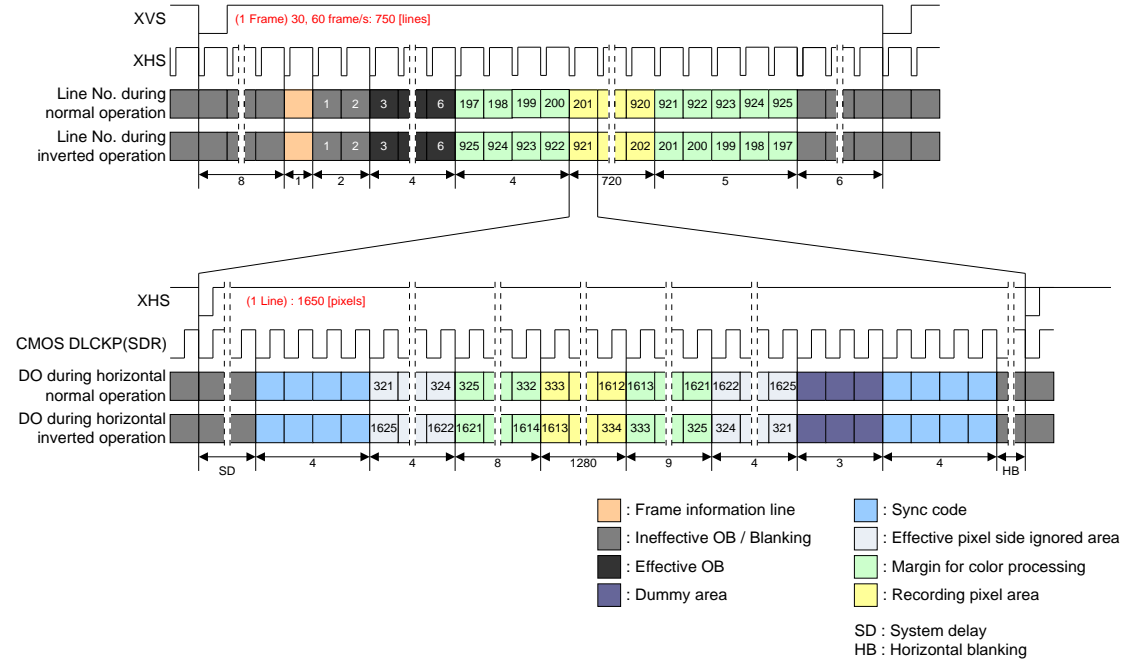 XVS
(1 Frame) 30, 60 frame/s: 750 [lines]
XHS
Line No. during
normal operation
1 2 3 6 197 198 199 200 201 920 921 922 923 924 925
Line No. during
inverted operation
1 2 3 6 925 924 923 922 921 202 201 200 199 198 197
8 1 2 4 4 720 5 6
XHS
(1 Line) : 1650 [pixels]
CMOS DLCKP(SDR)
DO during horizontal
normal operation
321 324 325 332 333 1612 1613 1621 1622 1625
DO during horizontal
inverted operation
1625 1622 1621 1614 1613 334 333 325 324 321
SD 4 4 8 1280 9 4 3 4 HB
: Frame information line
: Ineffective OB / Blanking
: Effective OB
: Dummy area
: Sync code
: Effective pixel side ignored area
: Margin for color processing
: Recording pixel area
SD : System delay
HB : Horizontal blanking